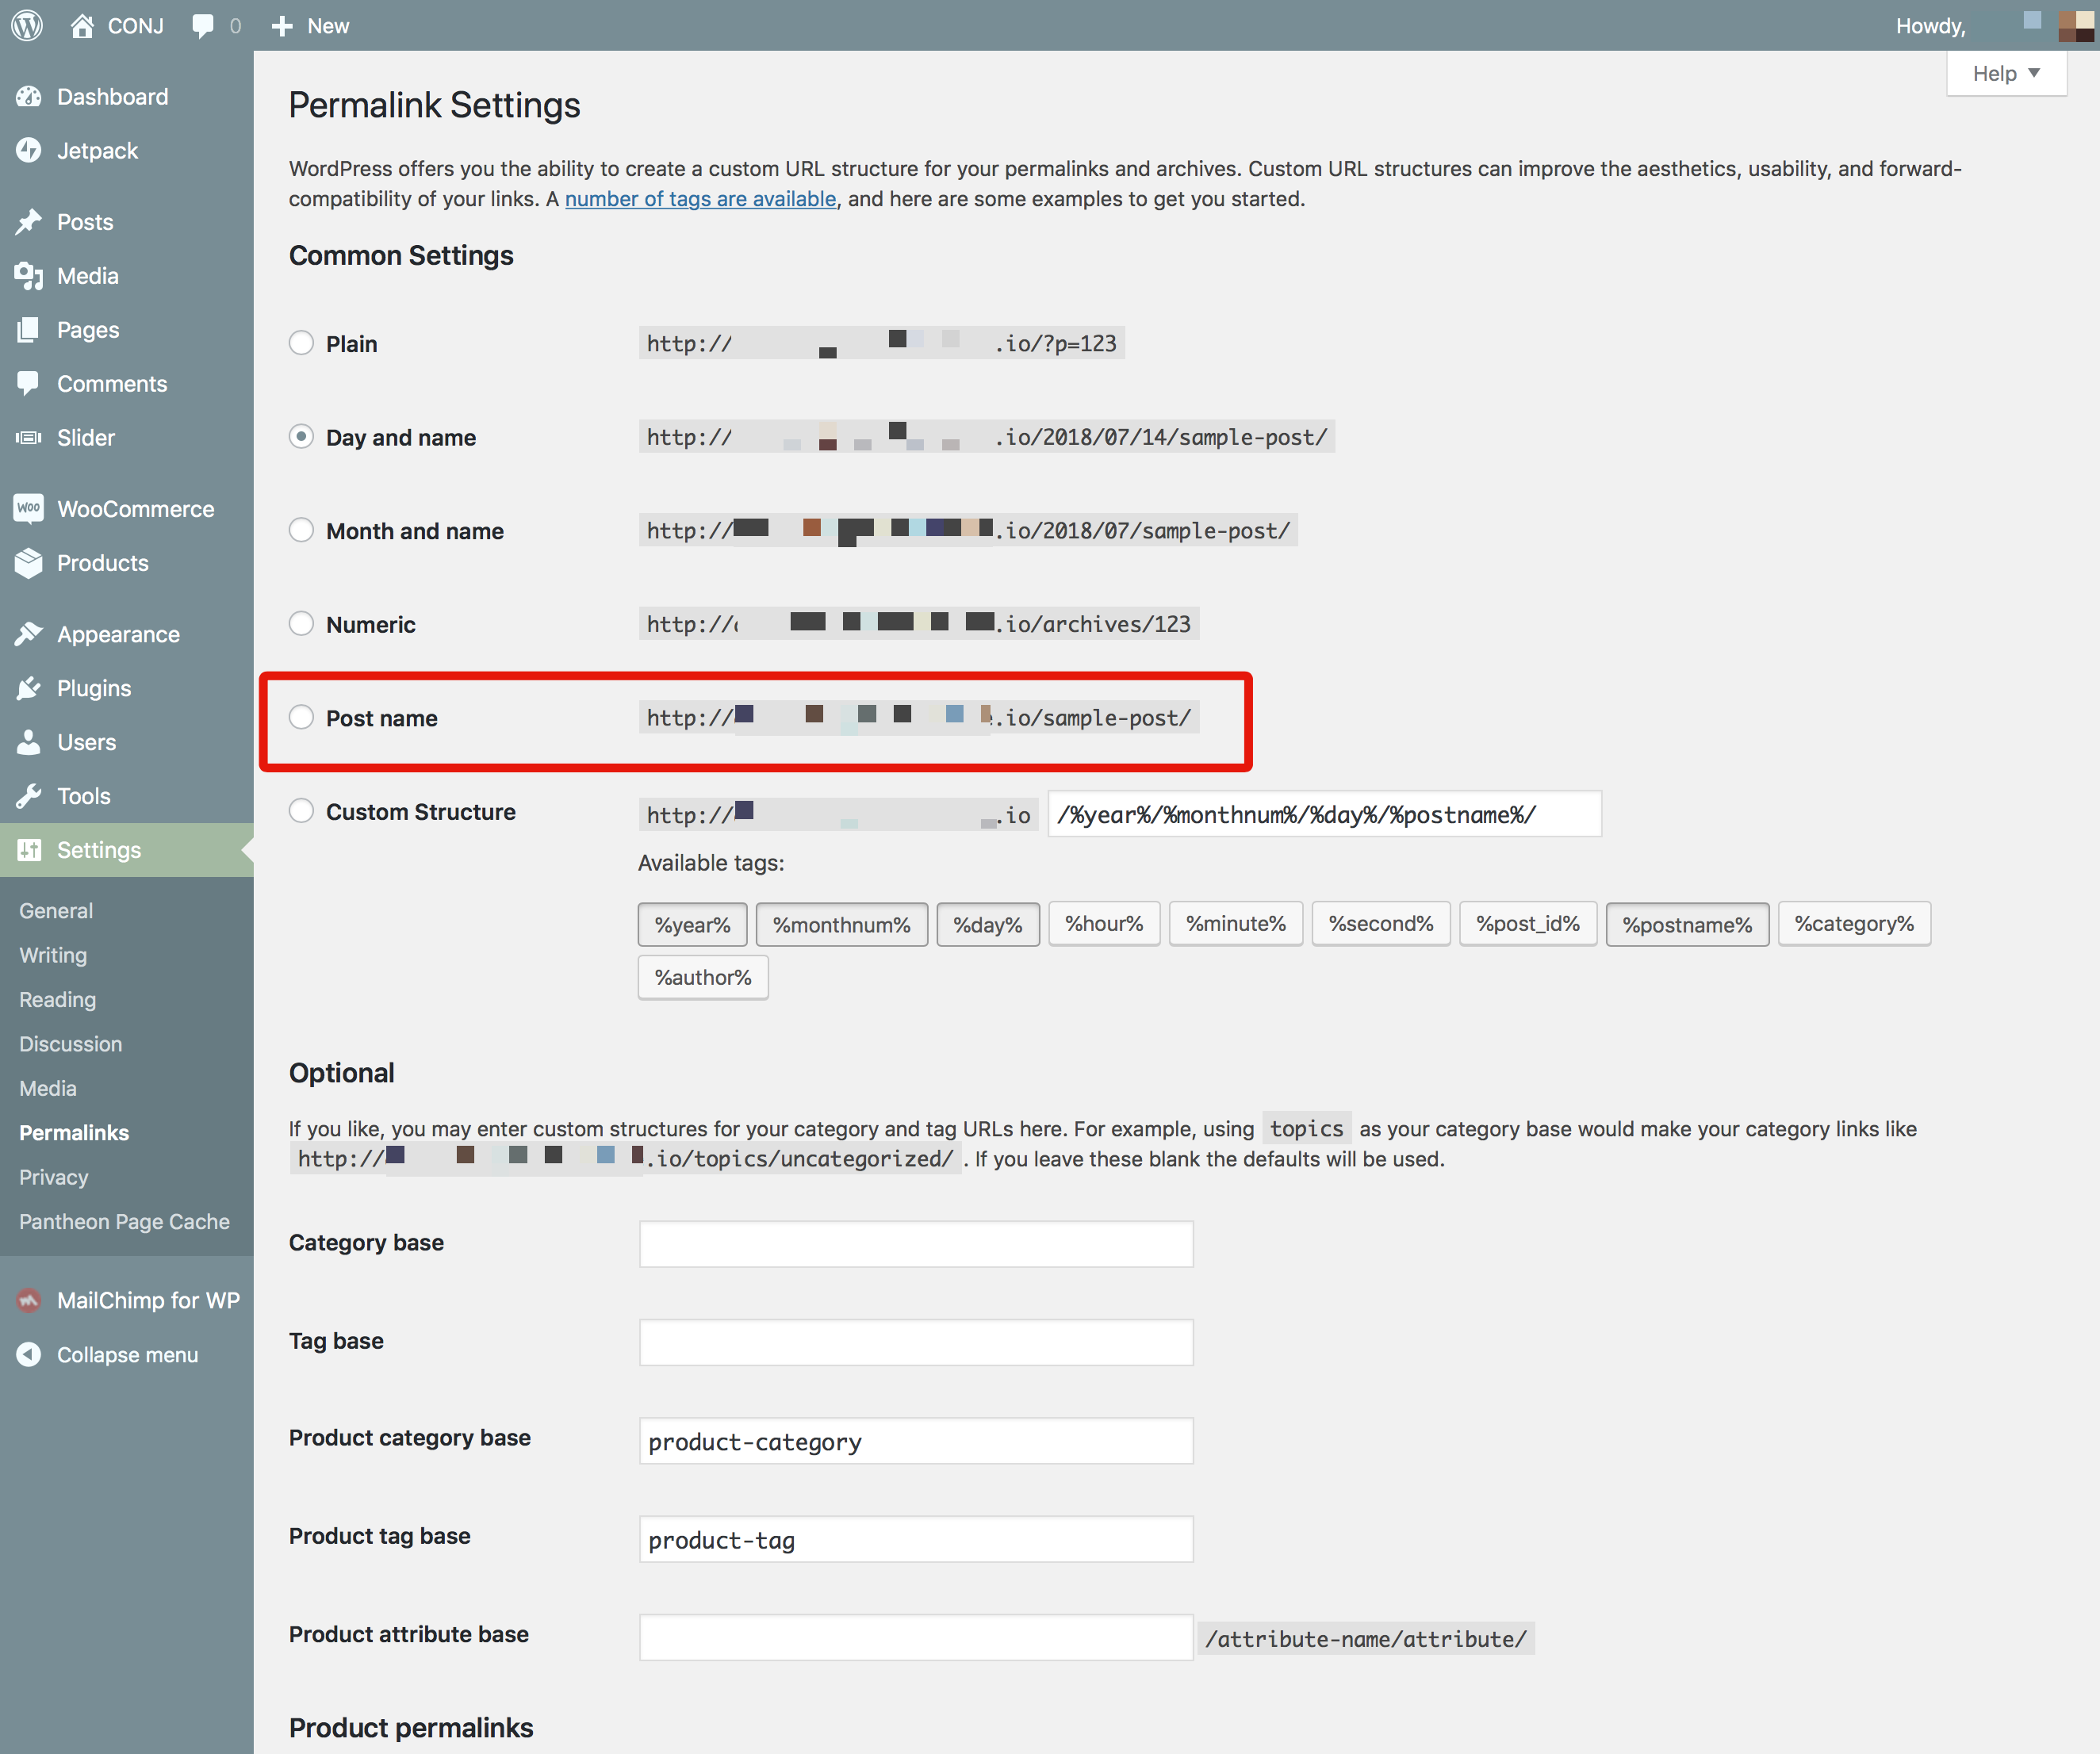 CONJ 0 New Howdy,
Help
Dashboard
Jetpack
Posts
Media
Pages
Comments
Slider
Woo WooCommerce
Products
Appearance
Plugins
Users
Tools
Settings
General
Writing
Reading
Discussion
Media
Permalinks
Privacy
Pantheon Page Cache
MailChimp for WP
Collapse menu
Permalink Settings
WordPress offers you the ability to create a custom URL structure for your permalinks and archives. Custom URL structures can improve the aesthetics, usability, and forward-
compatibility of your links. A number of tags are available, and here are some examples to get you started.
Common Settings
Plain http:// .io/?p=123
Day and name http:// .io/2018/07/14/sample-post/
Month and name http:// .io/2018/07/sample-post/
Numeric http:// .io/archives/123
Post name http:// .io/sample-post/
Custom Structure http:// .io /%year%/%monthnum%/%day%/%postname%/
Available tags:
%year% %monthnum% %day% %hour% %minute% %second% %post_id% %postname% %category%
%author%
Optional
If you like, you may enter custom structures for your category and tag URLs here. For example, using topics as your category base would make your category links like
http:// .io/topics/uncategorized/ . If you leave these blank the defaults will be used.
Category base
Tag base
Product category base product-category
Product tag base product-tag
Product attribute base /attribute-name/attribute/
Product permalinks